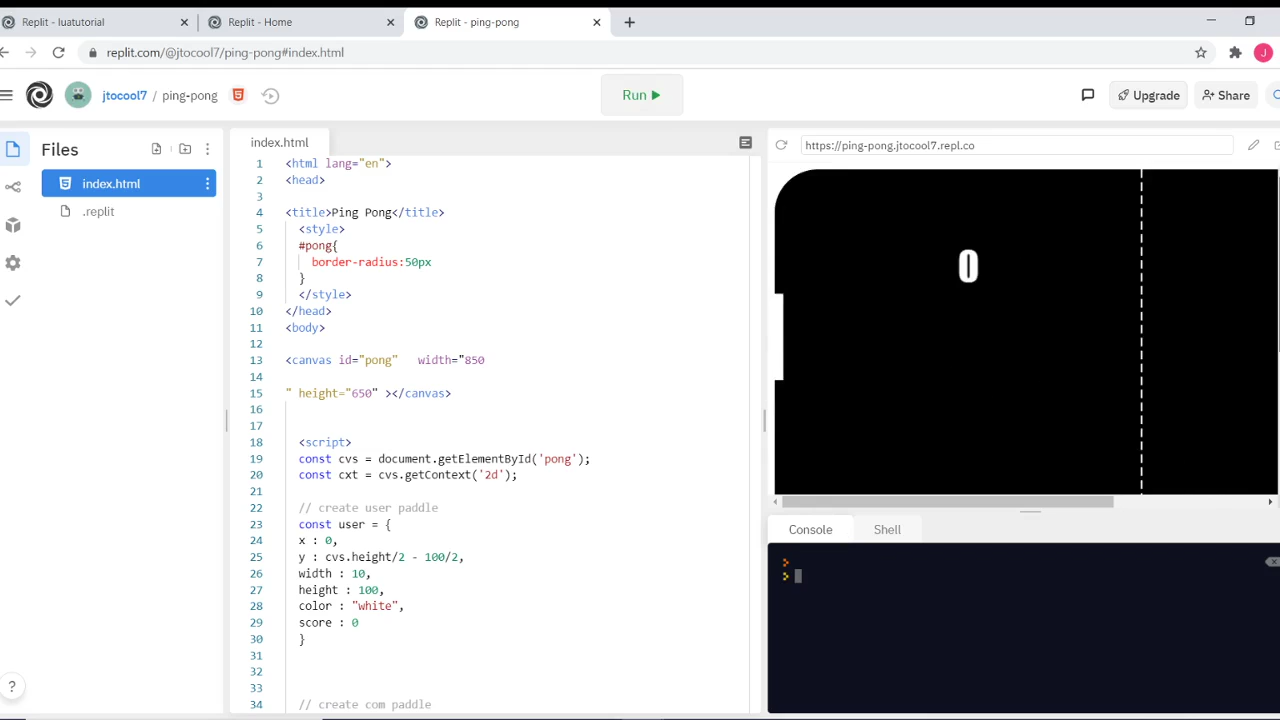 Replit - luatutorial
Replit - Home
Replit - ping-pong
replit.com/@jtocool7/ping-pong#index.html
J
jtocool7 / ping-pong
Run
Upgrade
Share
Files
index.html
.replit
index.html
1 <html lang="en">
2 <head>
3
4 <title>Ping Pong</title>
5 <style>
6 #pong{
7 border-radius:50px
8 }
9 </style>
10 </head>
11 <body>
12
13 <canvas id="pong" width="850
14
15 " height="650" ></canvas>
16
17
18 <script>
19 const cvs = document.getElementById('pong');
20 const cxt = cvs.getContext('2d');
21
22 // create user paddle
23 const user = {
24 x : 0,
25 y : cvs.height/2 - 100/2,
26 width : 10,
27 height : 100,
28 color : "white",
29 score : 0
30 }
31
32
33
34 // create com paddle
https://ping-pong.jtocool7.repl.co
0
Console
Shell
>
>
?